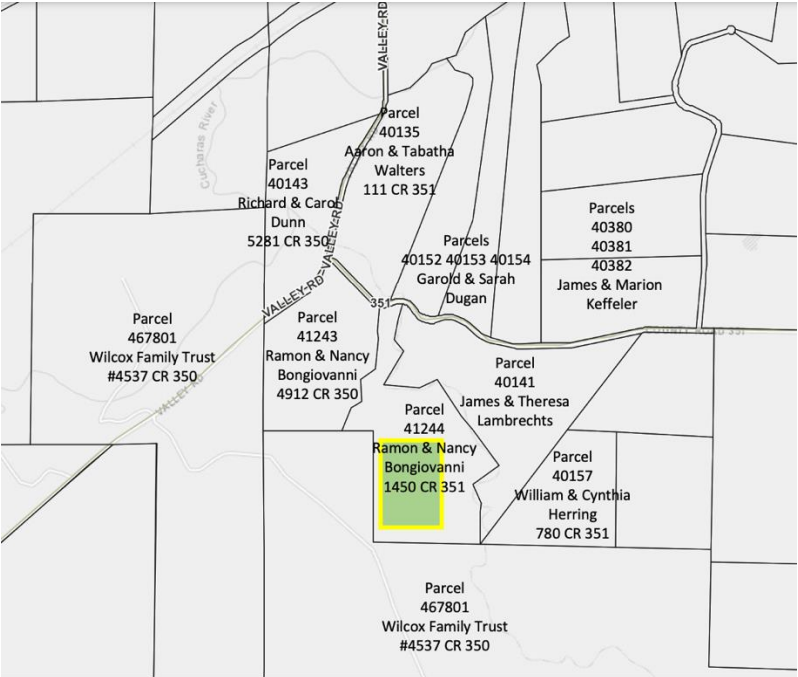 VALLEY RD
Cucharas River
Parcel
40135
Aaron & Tabatha
Walters
111 CR 351
Parcel
40143
Richard & Carol
Dunn
5281 CR 350
VALLEY-RD
VALLEY-RD
351
Parcels
40152 40153 40154
Garold & Sarah
Dugan
Parcels
40380
40381
40382
James & Marion
Keffeler
COUNTY ROAD 351
Parcel
467801
Wilcox Family Trust
#4537 CR 350
VALLEY RD
Parcel
41243
Ramon & Nancy
Bongiovanni
4912 CR 350
Parcel
40141
James & Theresa
Lambrechts
Parcel
41244
Ramon & Nancy
Bongiovanni
1450 CR 351
Parcel
40157
William & Cynthia
Herring
780 CR 351
Parcel
467801
Wilcox Family Trust
#4537 CR 350